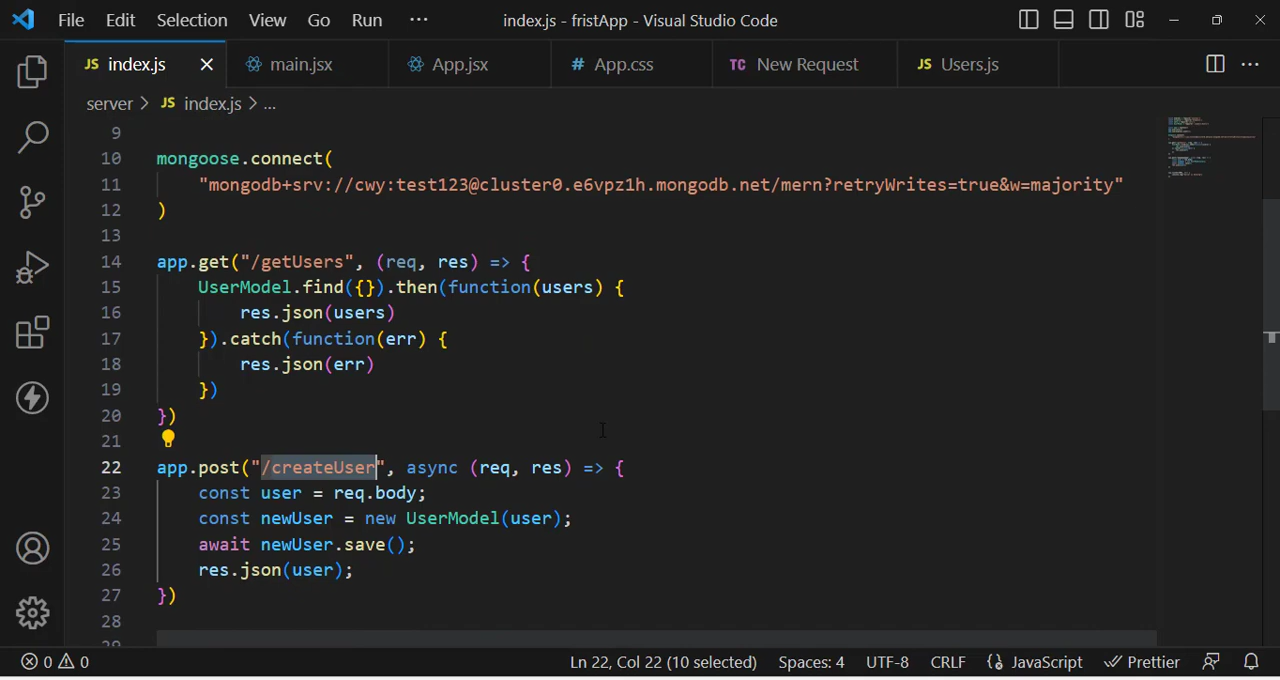 File Edit Selection View Go Run ··· index.js - fristApp - Visual Studio Code
JS index.js main.jsx App.jsx # App.css TC New Request JS Users.js ···
server > JS index.js > ...
9
10 mongoose.connect(
11 "mongodb+srv://cwy:test123@cluster0.e6vpz1h.mongodb.net/mern?retryWrites=true&w=majority"
12 )
13
14 app.get("/getUsers", (req, res) => {
15 UserModel.find({}).then(function(users) {
16 res.json(users)
17 }).catch(function(err) {
18 res.json(err)
19 })
20 })
21
22 app.post("/createUser", async (req, res) => {
23 const user = req.body;
24 const newUser = new UserModel(user);
25 await newUser.save();
26 res.json(user);
27 })
28
0 0 Ln 22, Col 22 (10 selected) Spaces: 4 UTF-8 CRLF {} JavaScript Prettier